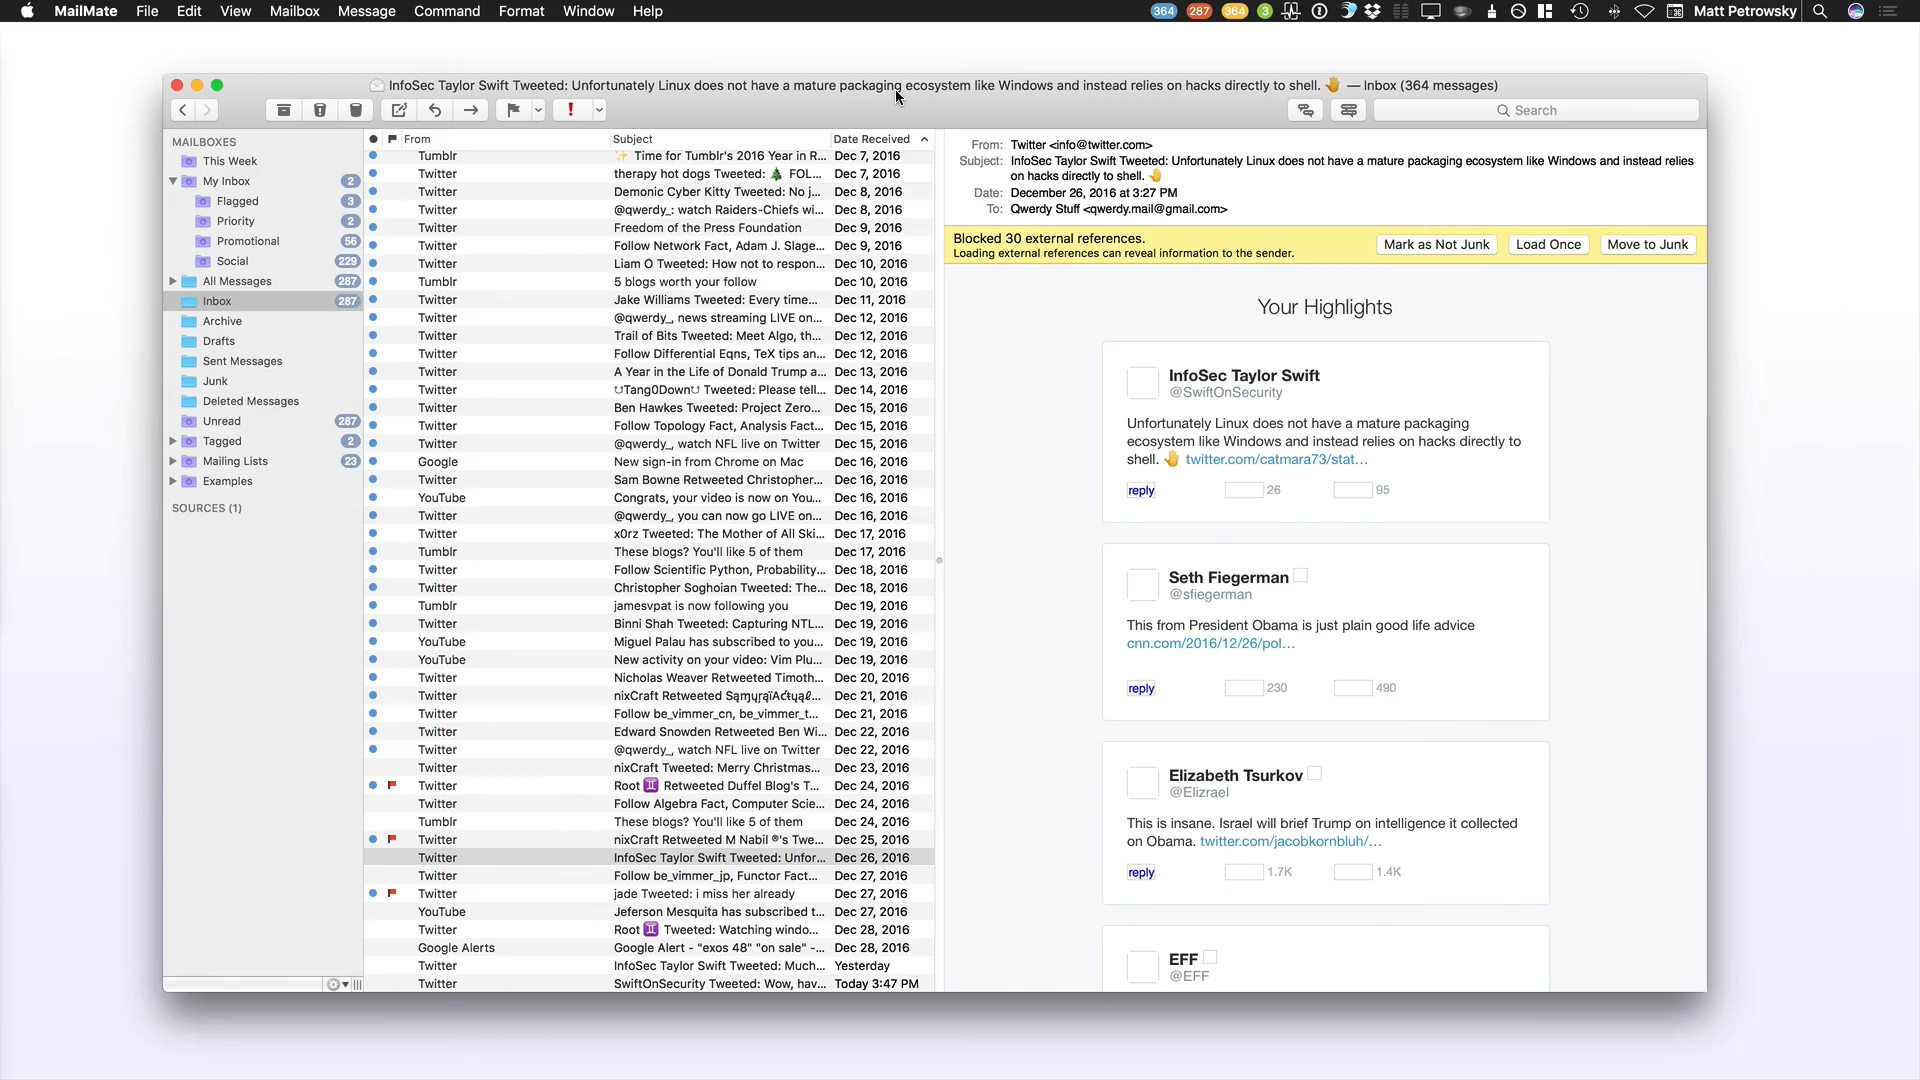 MailMate File Edit View Mailbox Message Command Format Window Help 364 287 364 3 Matt Petrowsky
InfoSec Taylor Swift Tweeted: Unfortunately Linux does not have a mature packaging ecosystem like Windows and instead relies on hacks directly to shell. 🤚 — Inbox (364 messages)
Search
MAILBOXES
This Week
My Inbox 2
Flagged 3
Priority 2
Promotional 56
Social 229
All Messages 287
Inbox 287
Archive
Drafts
Sent Messages
Junk
Deleted Messages
Unread 287
Tagged 2
Mailing Lists 23
Examples
SOURCES (1)
From Subject Date Received
Tumblr ✨ Time for Tumblr's 2016 Year in R... Dec 7, 2016
Twitter therapy hot dogs Tweeted: 🎄 FOL... Dec 7, 2016
Twitter Demonic Cyber Kitty Tweeted: No j... Dec 8, 2016
Twitter @qwerdy_: watch Raiders-Chiefs wi... Dec 8, 2016
Twitter Freedom of the Press Foundation Dec 9, 2016
Twitter Follow Network Fact, Adam J. Slage... Dec 9, 2016
Twitter Liam O Tweeted: How not to respon... Dec 10, 2016
Tumblr 5 blogs worth your follow Dec 10, 2016
Twitter Jake Williams Tweeted: Every time... Dec 11, 2016
Twitter @qwerdy_, news streaming LIVE on... Dec 12, 2016
Twitter Trail of Bits Tweeted: Meet Algo, th... Dec 12, 2016
Twitter Follow Differential Eqns, TeX tips an... Dec 12, 2016
Twitter A Year in the Life of Donald Trump a... Dec 13, 2016
Twitter ℧Tang0Down℧ Tweeted: Please tell... Dec 14, 2016
Twitter Ben Hawkes Tweeted: Project Zero... Dec 15, 2016
Twitter Follow Topology Fact, Analysis Fact... Dec 15, 2016
Twitter @qwerdy_, watch NFL live on Twitter Dec 15, 2016
Google New sign-in from Chrome on Mac Dec 16, 2016
Twitter Sam Bowne Retweeted Christopher... Dec 16, 2016
YouTube Congrats, your video is now on You... Dec 16, 2016
Twitter @qwerdy_, you can now go LIVE on... Dec 16, 2016
Twitter x0rz Tweeted: The Mother of All Ski... Dec 17, 2016
Tumblr These blogs? You'll like 5 of them Dec 17, 2016
Twitter Follow Scientific Python, Probability... Dec 18, 2016
Twitter Christopher Soghoian Tweeted: The... Dec 18, 2016
Tumblr jamesvpat is now following you Dec 19, 2016
Twitter Binni Shah Tweeted: Capturing NTL... Dec 19, 2016
YouTube Miguel Palau has subscribed to you... Dec 19, 2016
YouTube New activity on your video: Vim Plu... Dec 19, 2016
Twitter Nicholas Weaver Retweeted Timoth... Dec 20, 2016
Twitter nixCraft Retweeted Dec 21, 2016
Twitter Follow be_vimmer_cn, be_vimmer_t... Dec 21, 2016
Twitter Edward Snowden Retweeted Ben Wi... Dec 22, 2016
Twitter @qwerdy_, watch NFL live on Twitter Dec 22, 2016
Twitter nixCraft Tweeted: Merry Christmas... Dec 23, 2016
Twitter Root ♊ Retweeted Duffel Blog's T... Dec 24, 2016
Twitter Follow Algebra Fact, Computer Scie... Dec 24, 2016
Tumblr These blogs? You'll like 5 of them Dec 24, 2016
Twitter nixCraft Retweeted M Nabil ®'s Twe... Dec 25, 2016
Twitter InfoSec Taylor Swift Tweeted: Unfor... Dec 26, 2016
Twitter Follow be_vimmer_jp, Functor Fact... Dec 27, 2016
Twitter jade Tweeted: i miss her already Dec 27, 2016
YouTube Jeferson Mesquita has subscribed t... Dec 27, 2016
Twitter Root ♊ Tweeted: Watching windo... Dec 28, 2016
Google Alerts Google Alert - "exos 48" "on sale" -... Dec 28, 2016
Twitter InfoSec Taylor Swift Tweeted: Much... Yesterday
Twitter SwiftOnSecurity Tweeted: Wow, hav... Today 3:47 PM
From: Twitter <info@twitter.com>
Subject: InfoSec Taylor Swift Tweeted: Unfortunately Linux does not have a mature packaging ecosystem like Windows and instead relies
on hacks directly to shell. 🤚
Date: December 26, 2016 at 3:27 PM
To: Qwerdy Stuff <qwerdy.mail@gmail.com>
Blocked 30 external references.
Loading external references can reveal information to the sender.
Mark as Not Junk Load Once Move to Junk
Your Highlights
InfoSec Taylor Swift
@SwiftOnSecurity
Unfortunately Linux does not have a mature packaging
ecosystem like Windows and instead relies on hacks directly to
shell. 🤚 twitter.com/catmara73/stat…
reply 26 95
Seth Fiegerman
@sfiegerman
This from President Obama is just plain good life advice
cnn.com/2016/12/26/pol…
reply 230 490
Elizabeth Tsurkov
@Elizrael
This is insane. Israel will brief Trump on intelligence it collected
on Obama. twitter.com/jacobkornbluh/…
reply 1.7K 1.4K
EFF
@EFF